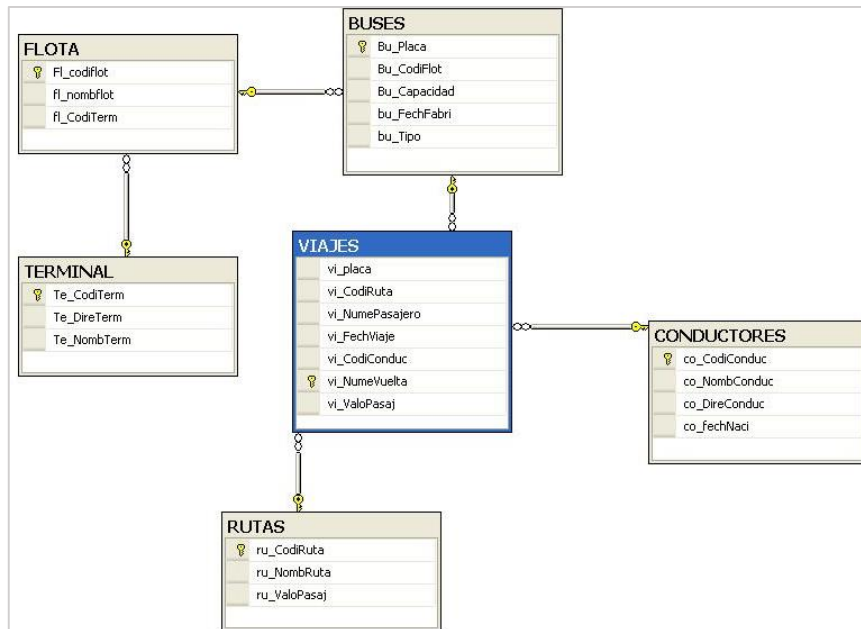 FLOTA
Fl_codiflot
fl_nombflot
fl_CodiTerm
BUSES
Bu_Placa
Bu_CodiFlot
Bu_Capacidad
bu_FechFabri
bu_Tipo
TERMINAL
Te_CodiTerm
Te_DireTerm
Te_NombTerm
VIAJES
vi_placa
vi_CodiRuta
vi_NumePasajero
vi_FechViaje
vi_CodiConduc
vi_NumeVuelta
vi_ValoPasaj
CONDUCTORES
co_CodiConduc
co_NombConduc
co_DireConduc
co_fechNaci
RUTAS
ru_CodiRuta
ru_NombRuta
ru_ValoPasaj